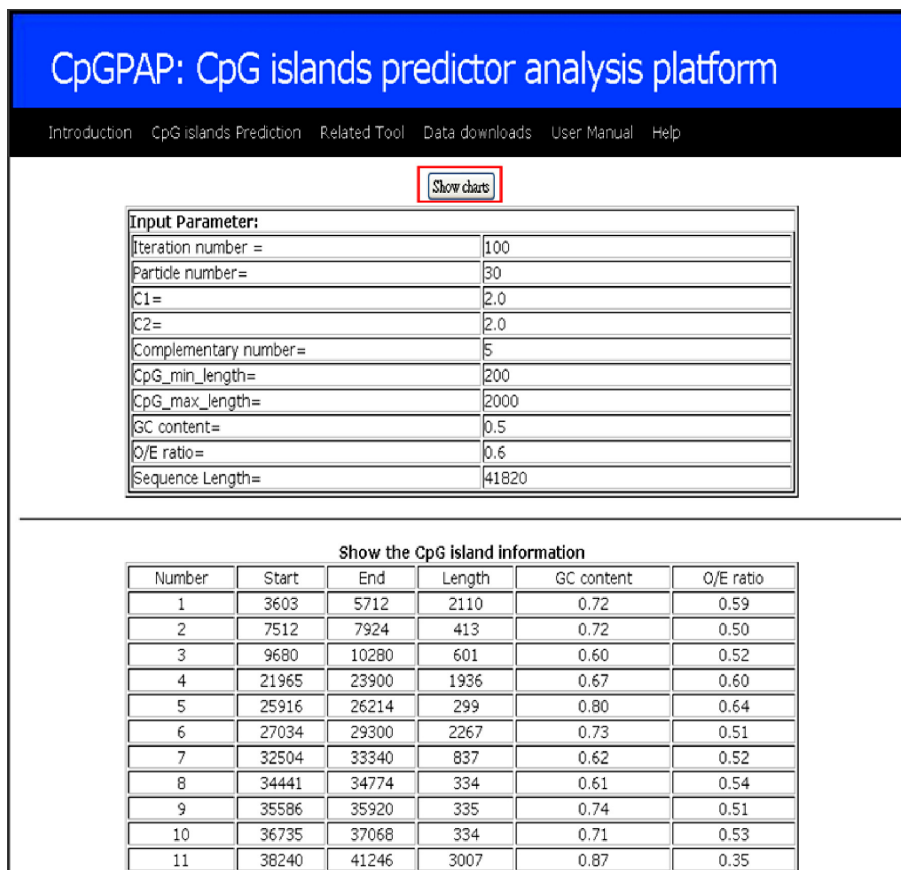 CpGPAP: CpG islands predictor analysis platform
Introduction CpG islands Prediction Related Tool Data downloads User Manual Help
Show charts
Input Parameter:
Iteration number = 100
Particle number= 30
C1= 2.0
C2= 2.0
Complementary number= 5
CpG_min_length= 200
CpG_max_length= 2000
GC content= 0.5
O/E ratio= 0.6
Sequence Length= 41820
Show the CpG island information
Number Start End Length GC content O/E ratio
1 3603 5712 2110 0.72 0.59
2 7512 7924 413 0.72 0.50
3 9680 10280 601 0.60 0.52
4 21965 23900 1936 0.67 0.60
5 25916 26214 299 0.80 0.64
6 27034 29300 2267 0.73 0.51
7 32504 33340 837 0.62 0.52
8 34441 34774 334 0.61 0.54
9 35586 35920 335 0.74 0.51
10 36735 37068 334 0.71 0.53
11 38240 41246 3007 0.87 0.35